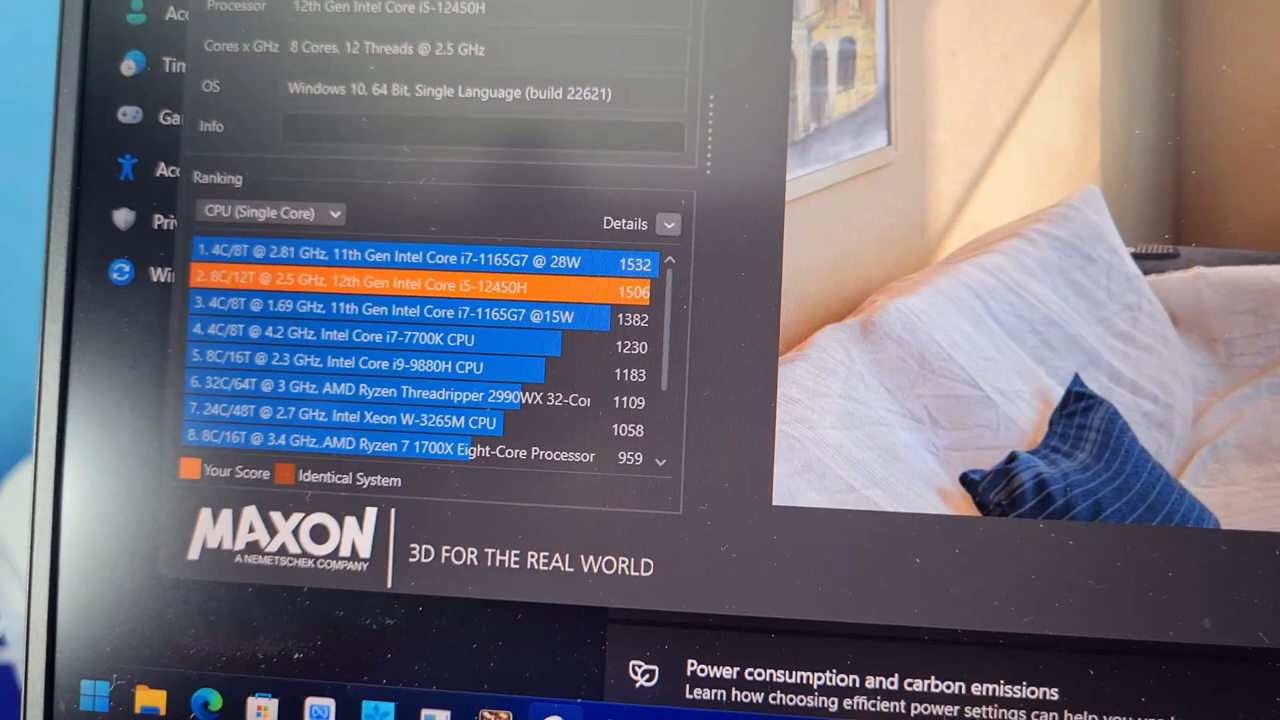 Acc
Processor
12th Gen Intel Core i5-12450H
Cores x GHz
8 Cores, 12 Threads @ 2.5 GHz
Tim
OS
Windows 10, 64 Bit, Single Language (build 22621)
Ga
Info
Acc
Ranking
CPU (Single Core)
Details
Pri
1. 4C/8T @ 2.81 GHz, 11th Gen Intel Core i7-1165G7 @ 28W 1532
Wi
2. 8C/12T @ 2.5 GHz, 12th Gen Intel Core i5-12450H 1506
3. 4C/8T @ 1.69 GHz, 11th Gen Intel Core i7-1165G7 @15W 1382
4. 4C/8T @ 4.2 GHz, Intel Core i7-7700K CPU 1230
5. 8C/16T @ 2.3 GHz, Intel Core i9-9880H CPU 1183
6. 32C/64T @ 3 GHz, AMD Ryzen Threadripper 2990WX 32-Cor 1109
7. 24C/48T @ 2.7 GHz, Intel Xeon W-3265M CPU 1058
8. 8C/16T @ 3.4 GHz, AMD Ryzen 7 1700X Eight-Core Processor 959
Your Score
Identical System
MAXON
A NEMETSCHEK COMPANY
3D FOR THE REAL WORLD
Power consumption and carbon emissions
Learn how choosing efficient power settings can help you use l